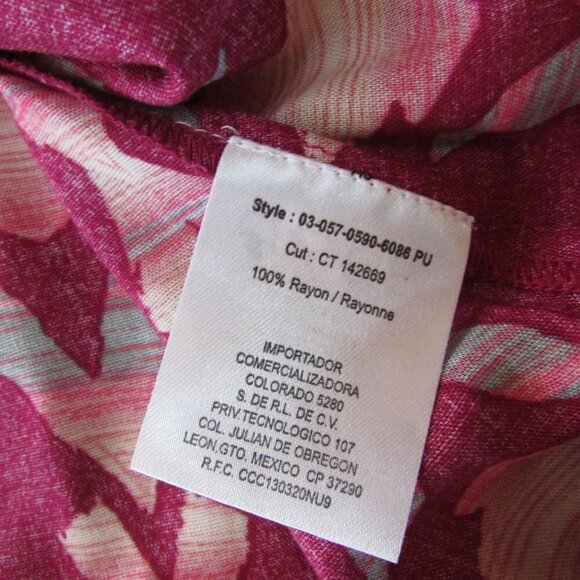 Style : 03-057-0590-6086 PU
Cut : CT 142669
100% Rayon / Rayonne
IMPORTADOR
COMERCIALIZADORA
COLORADO 5280
S. DE R.L. DE C.V.
PRIV.TECNOLOGICO 107
COL. JULIAN DE OBREGON
LEON,GTO. MEXICO CP 37290
R.F.C. CCC130320NU9